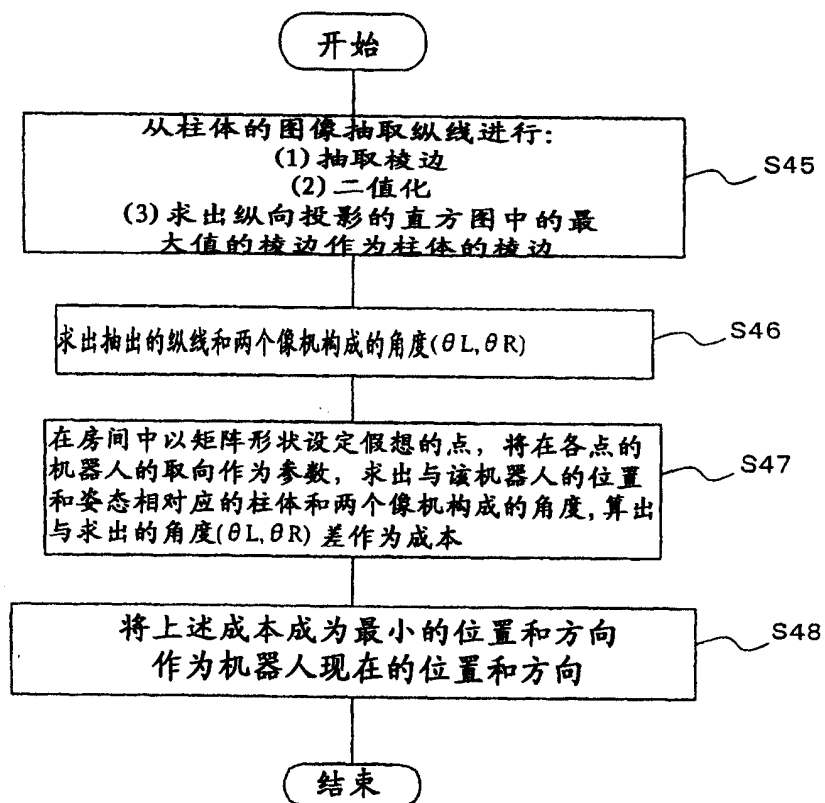 开始
从柱体的图像抽取纵线进行：
(1)抽取棱边
(2)二值化
(3)求出纵向投影的直方图中的最
大值的棱边作为柱体的棱边
S45
求出抽出的纵线和两个像机构成的角度(θL,θR)
S46
在房间中以矩阵形状设定假想的点，将在各点的
机器人的取向作为参数，求出与该机器人的位置
和姿态相对应的柱体和两个像机构成的角度，算出
与求出的角度(θL,θR)差作为成本
S47
将上述成本成为最小的位置和方向
作为机器人现在的位置和方向
S48
结束